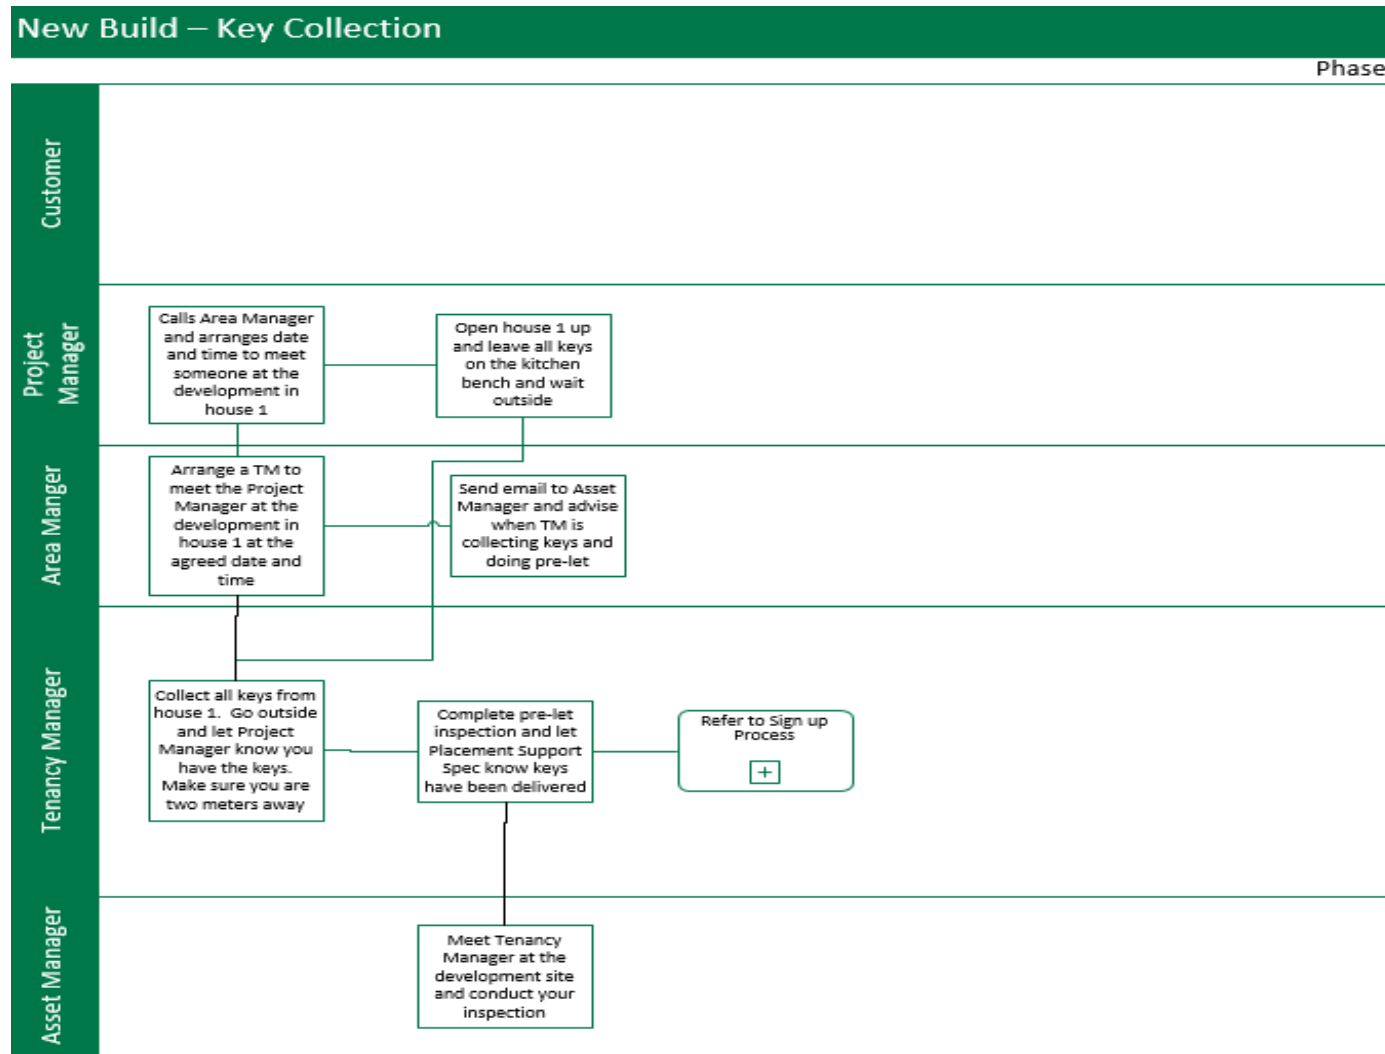 New Build – Key Collection
Phase
Customer
Project
Manager
Calls Area Manager
and arranges date
and time to meet
someone at the
development in
house 1
Open house 1 up
and leave all keys
on the kitchen
bench and wait
outside
Area Manger
Arrange a TM to
meet the Project
Manager at the
development in
house 1 at the
agreed date and
time
Send email to Asset
Manager and advise
when TM is
collecting keys and
doing pre-let
Tenancy Manager
Collect all keys from
house 1.  Go outside
and let Project
Manager know you
have the keys.
Make sure you are
two meters away
Complete pre-let
inspection and let
Placement Support
Spec know keys
have been delivered
Refer to Sign up
Process
+
Asset Manager
Meet Tenancy
Manager at the
development site
and conduct your
inspection